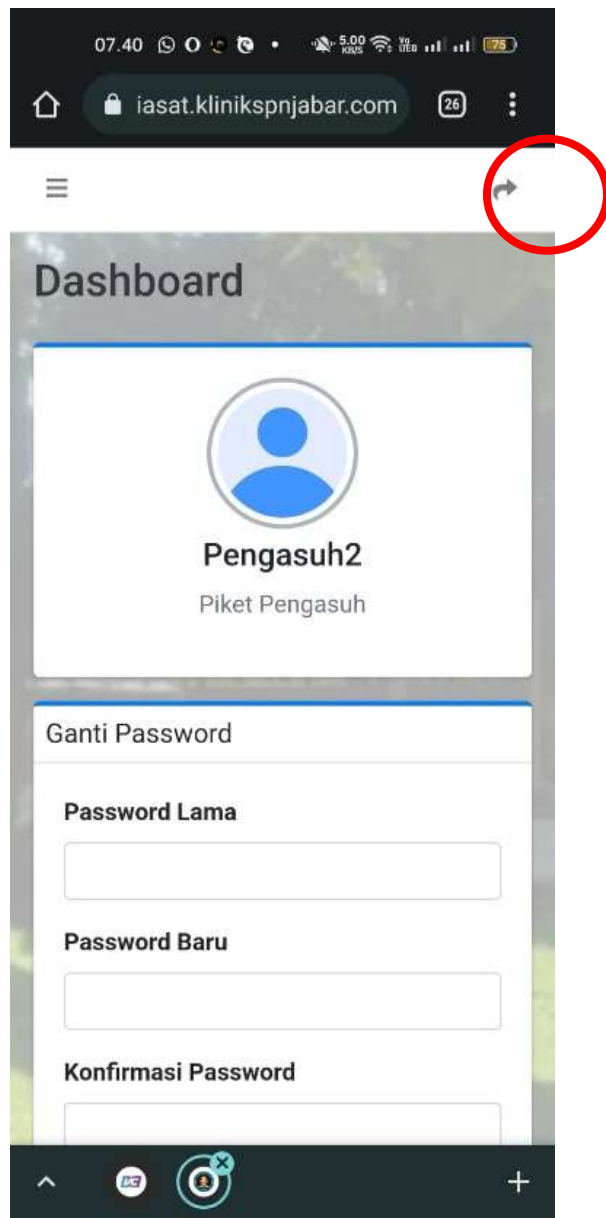 07.40
5.00
KB/S
75
iasat.klinikspnjabar.com
26
Dashboard
Pengasuh2
Piket Pengasuh
Ganti Password
Password Lama
Password Baru
Konfirmasi Password